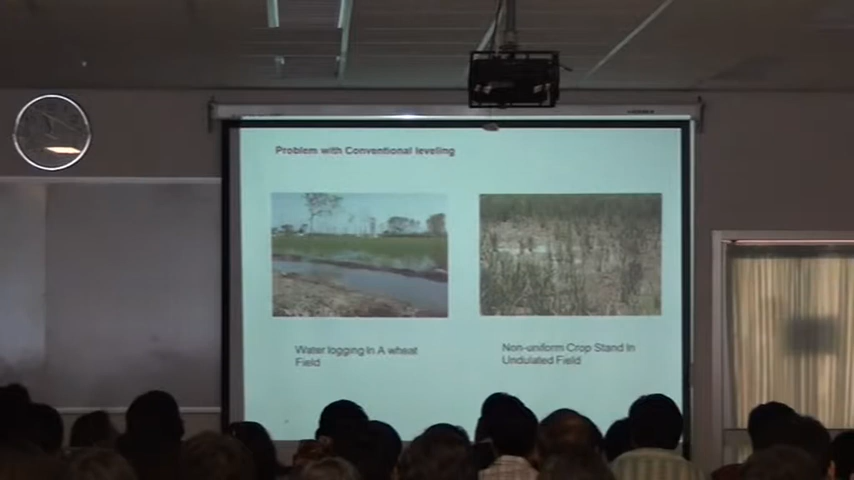 Problem with Conventional leveling
Water logging in A wheat
Field
Non-uniform Crop Stand In
Undulated Field